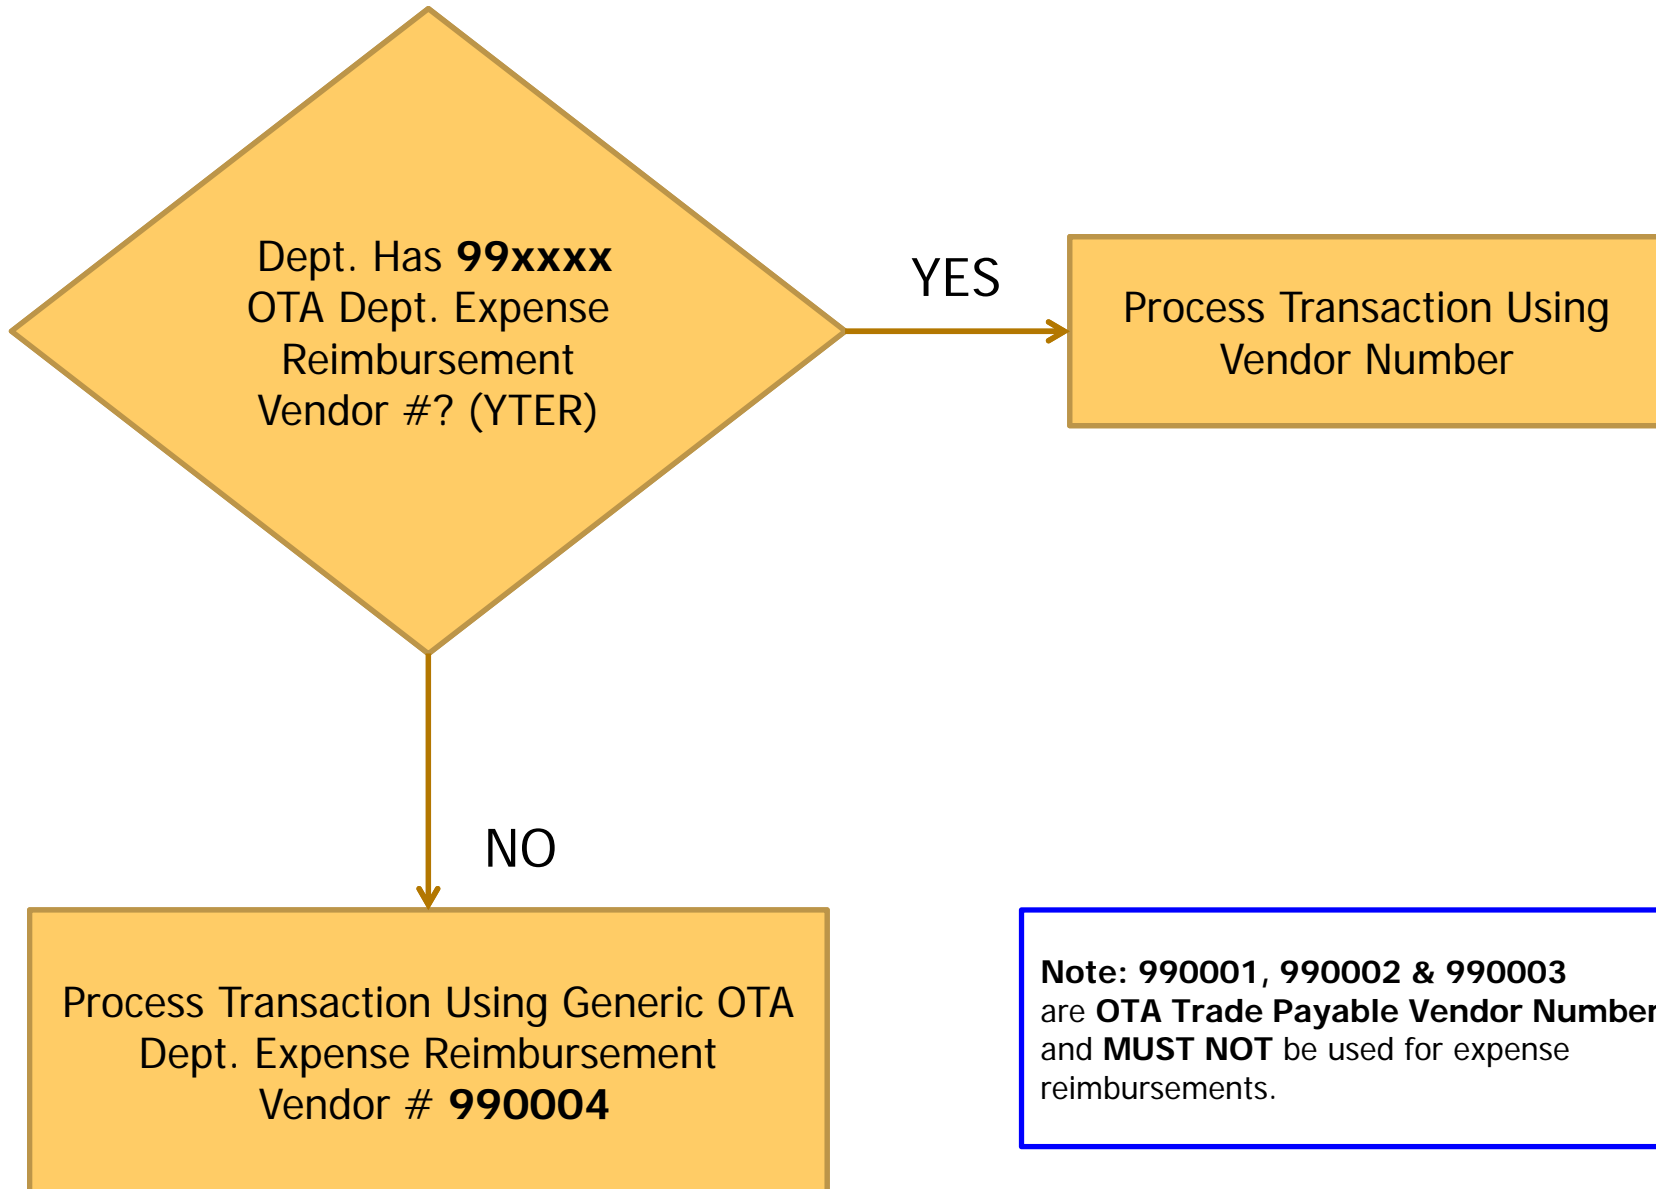 Dept. Has 99xxxx
OTA Dept. Expense
Reimbursement
Vendor #? (YTER)
YES
Process Transaction Using
Vendor Number
NO
Process Transaction Using Generic OTA
Dept. Expense Reimbursement
Vendor # 990004
Note: 990001, 990002 & 990003
are OTA Trade Payable Vendor Number
and MUST NOT be used for expense
reimbursements.